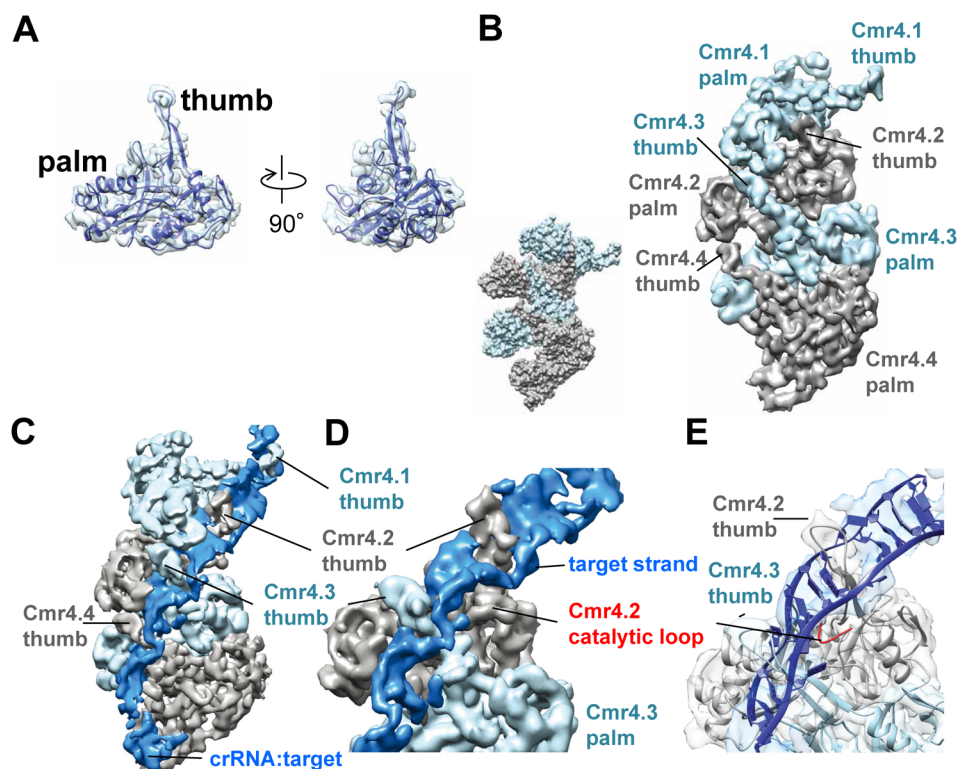 A
thumb
palm
90°
B
Cmr4.1
palm
Cmr4.1
thumb
Cmr4.3
thumb
Cmr4.2
thumb
Cmr4.2
palm
Cmr4.4
thumb
Cmr4.3
palm
Cmr4.4
palm
C
Cmr4.1
thumb
Cmr4.2
thumb
Cmr4.3
thumb
Cmr4.4
thumb
crRNA:target
D
target strand
Cmr4.2
catalytic loop
Cmr4.3
palm
E
Cmr4.2
thumb
Cmr4.3
thumb